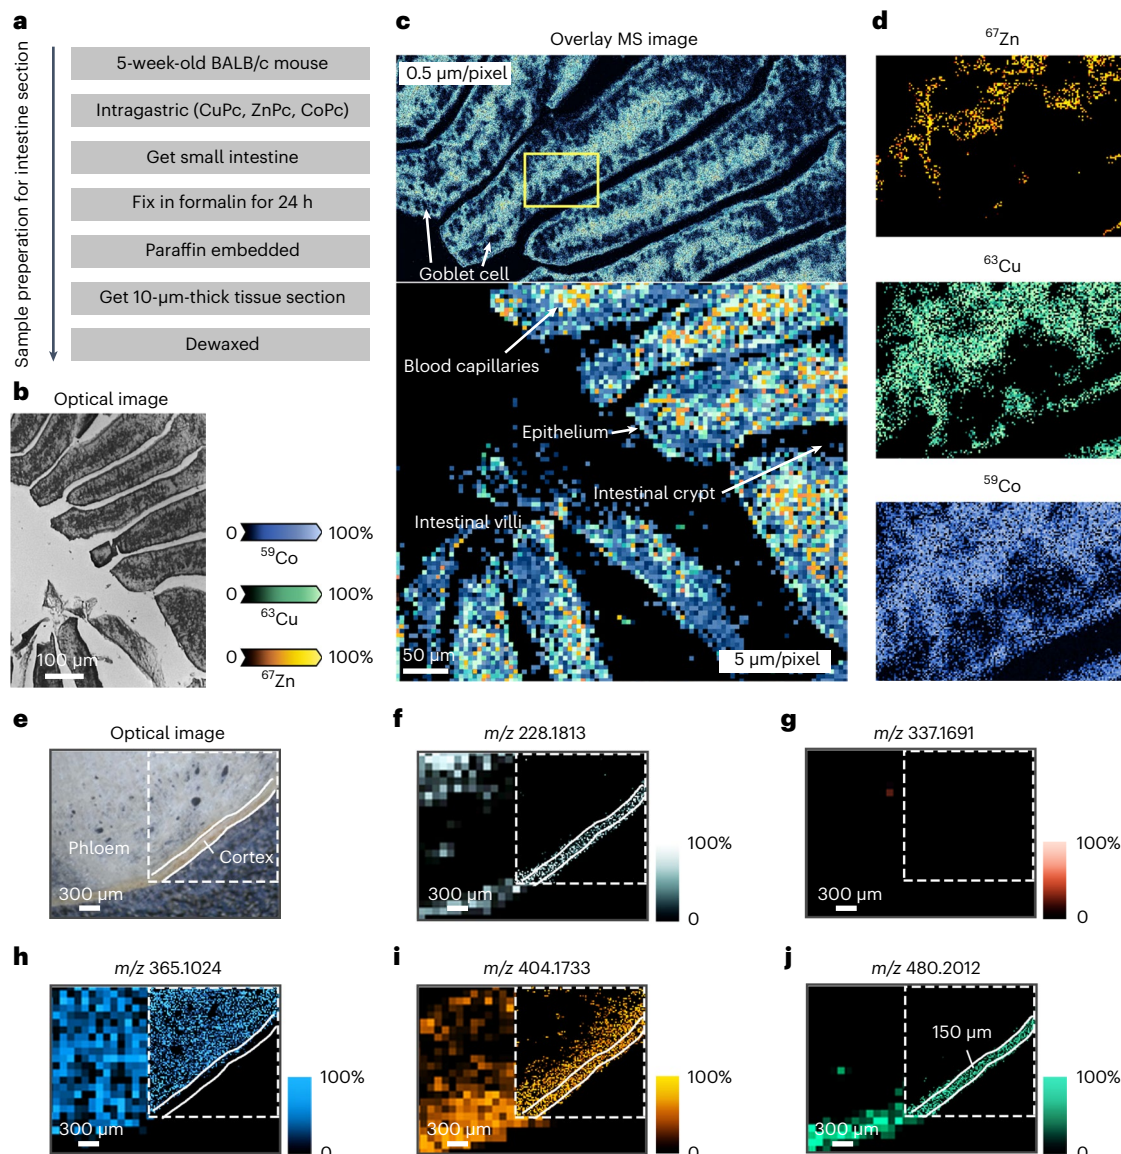 a
Sample preperation for intestine section
5-week-old BALB/c mouse
Intragastric (CuPc, ZnPc, CoPc)
Get small intestine
Fix in formalin for 24 h
Paraffin embedded
Get 10-µm-thick tissue section
Dewaxed
b
Optical image
100 µm
0 100%
59Co
0 100%
63Cu
0 100%
67Zn
c
Overlay MS image
0.5 µm/pixel
Goblet cell
Blood capillaries
Epithelium
Intestinal crypt
Intestinal villi
50 µm
5 µm/pixel
d
67Zn
63Cu
59Co
e
Optical image
Phloem
Cortex
300 µm
f
m/z 228.1813
300 µm
100%
0
g
m/z 337.1691
300 µm
100%
0
h
m/z 365.1024
300 µm
100%
0
i
m/z 404.1733
300 µm
100%
0
j
m/z 480.2012
150 µm
300 µm
100%
0